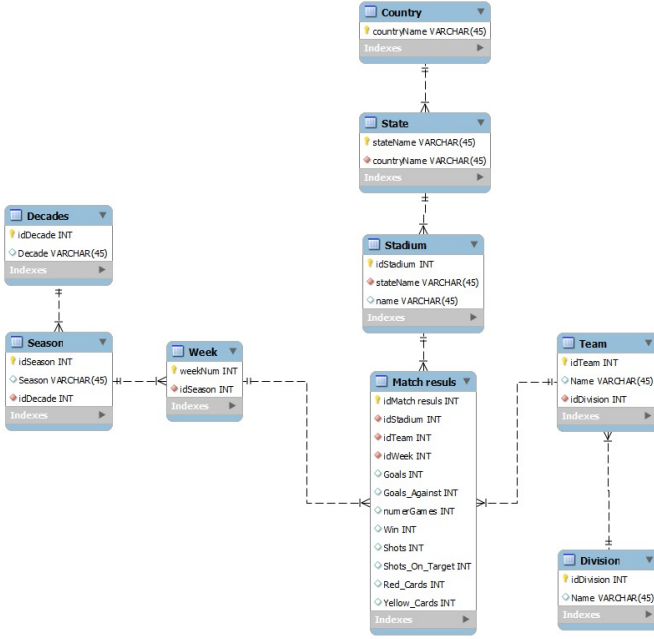 Country
countryName VARCHAR(45)
Indexes
State
stateName VARCHAR(45)
countryName VARCHAR(45)
Indexes
Decades
idDecade INT
Decade VARCHAR(45)
Indexes
Stadium
idStadium INT
stateName VARCHAR(45)
name VARCHAR(45)
Indexes
Season
idSeason INT
Season VARCHAR(45)
idDecade INT
Indexes
Week
weekNum INT
idSeason INT
Indexes
Match resuls
idMatch resuls INT
idStadium INT
idTeam INT
idWeek INT
Goals INT
Goals_Against INT
numerGames INT
Win INT
Shots INT
Shots_On_Target INT
Red_Cards INT
Yellow_Cards INT
Indexes
Team
idTeam INT
Name VARCHAR(45)
idDivision INT
Indexes
Division
idDivision INT
Name VARCHAR(45)
Indexes